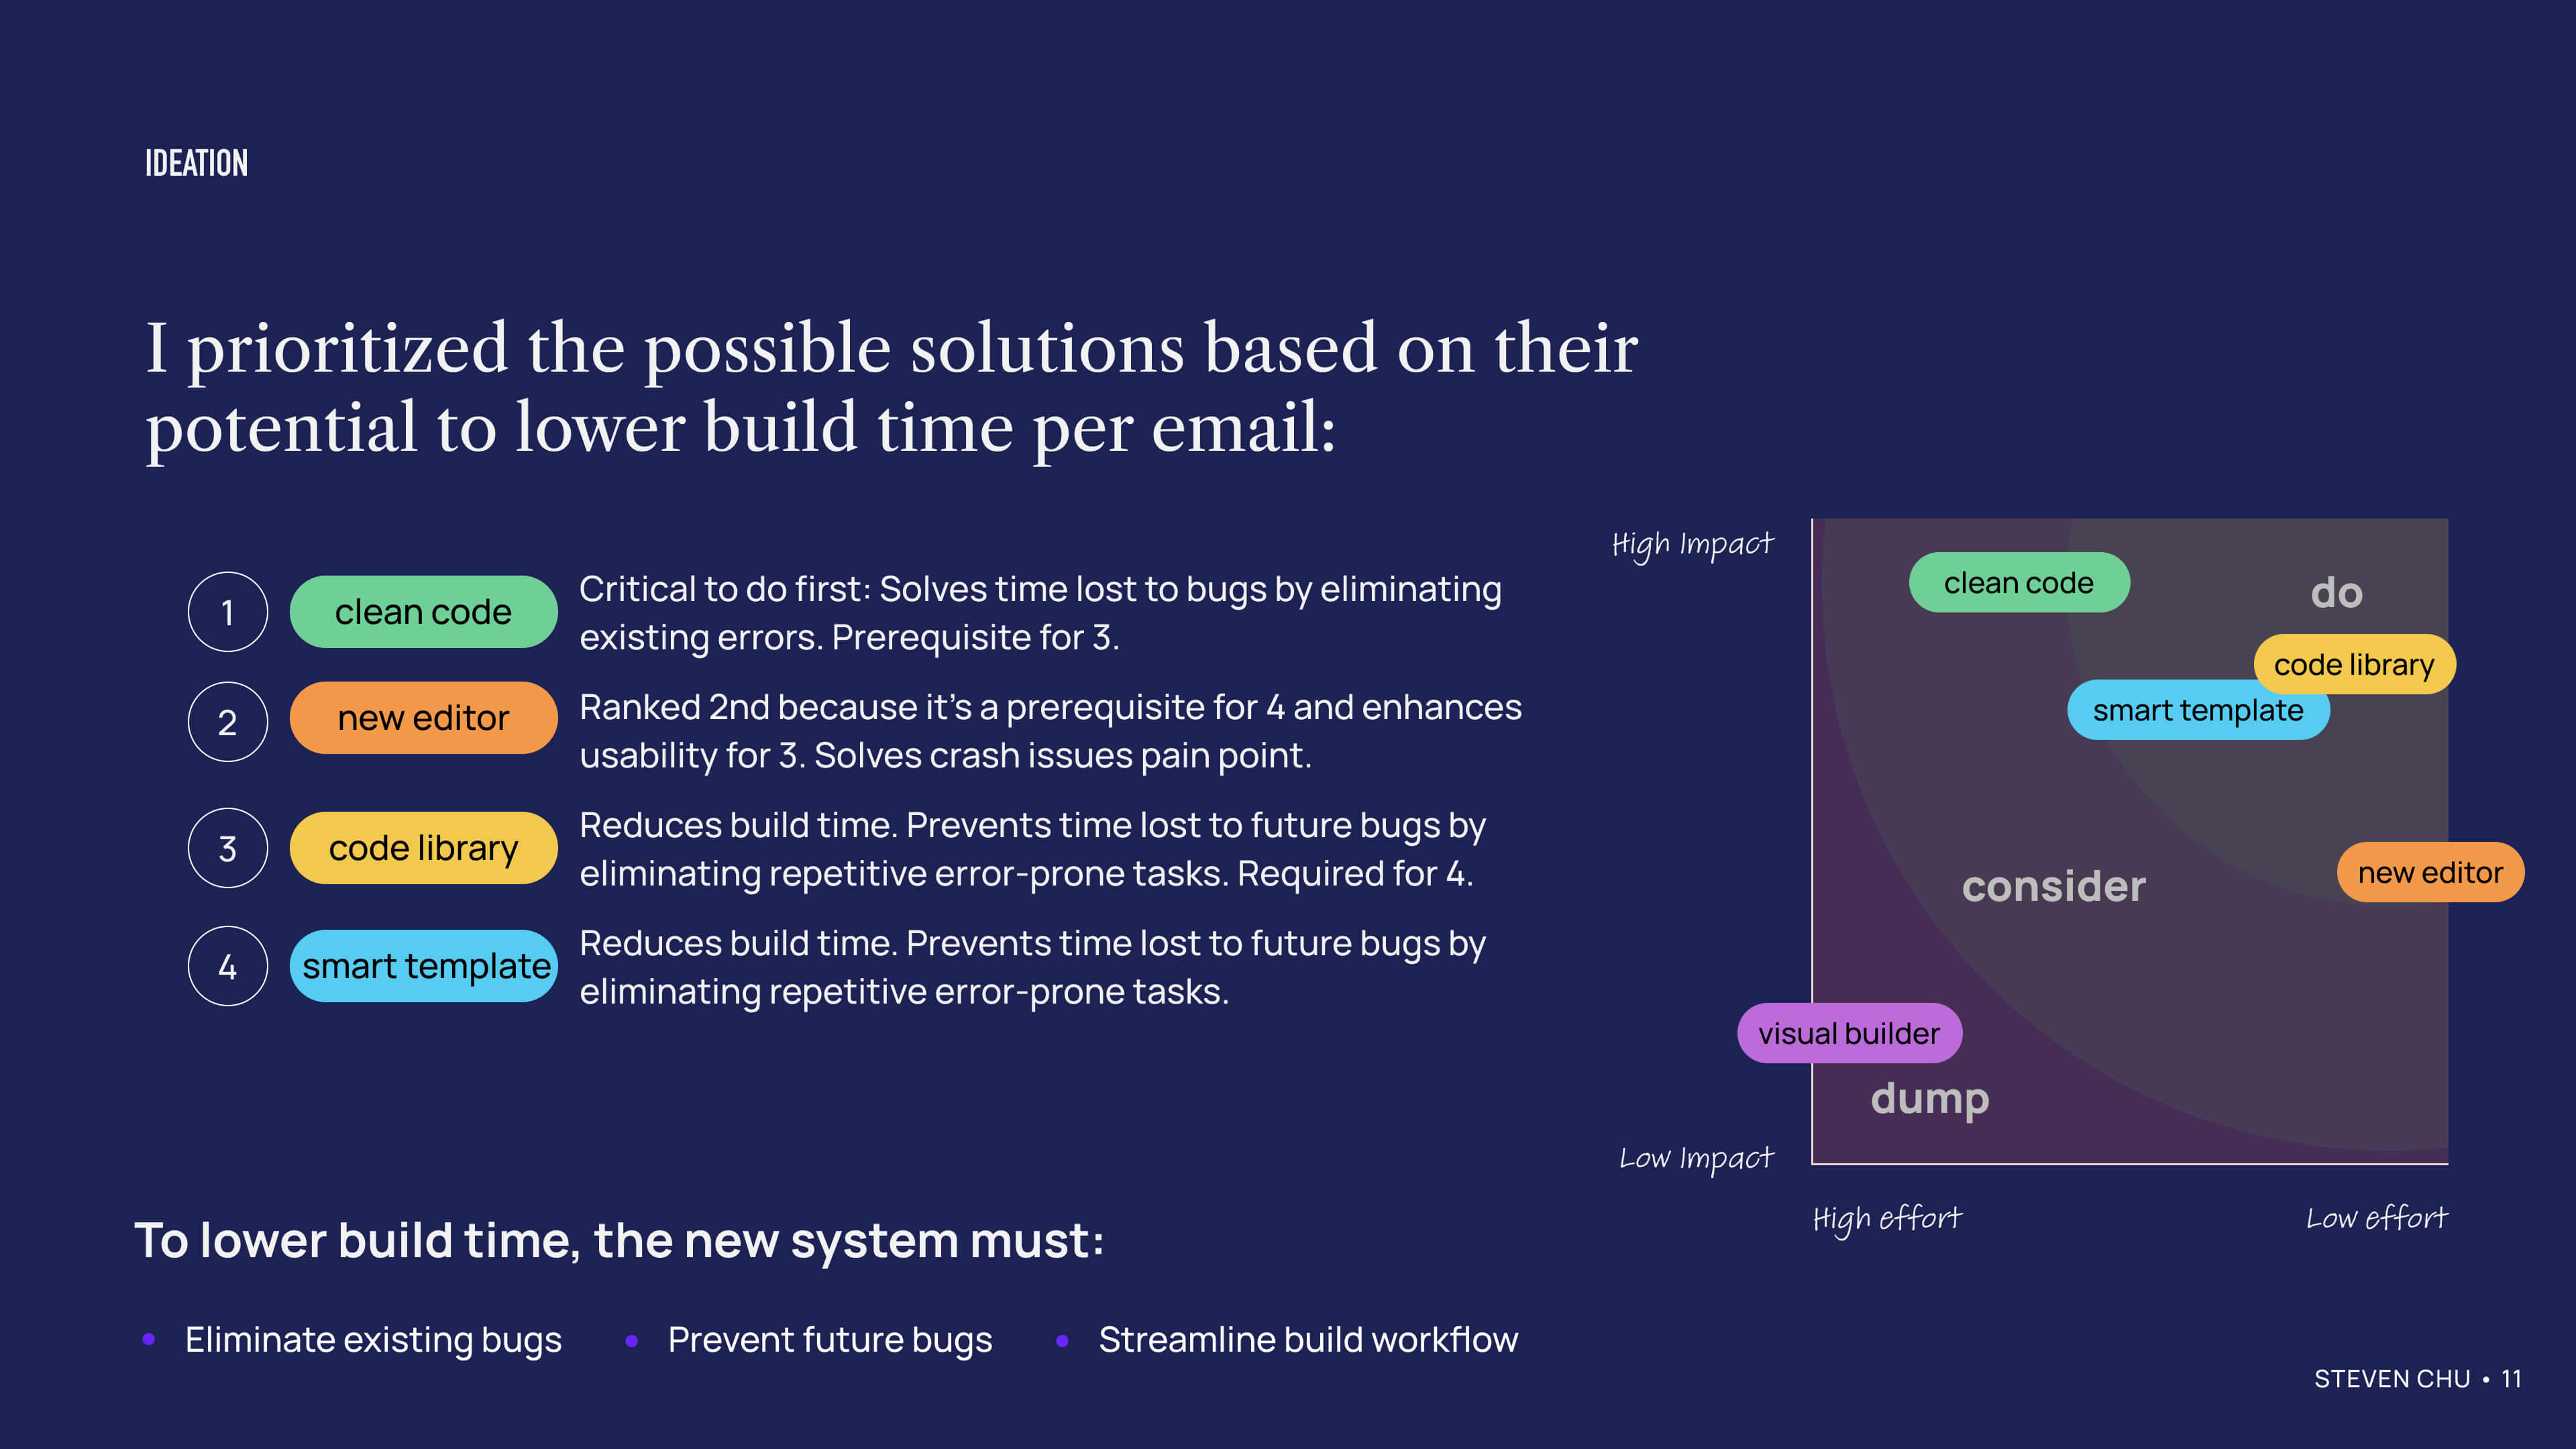 IDEATION
I prioritized the possible solutions based on their
potential to lower build time per email:
1
clean code
Critical to do first: Solves time lost to bugs by eliminating
existing errors. Prerequisite for 3.
2
new editor
Ranked 2nd because it’s a prerequisite for 4 and enhances
usability for 3. Solves crash issues pain point.
3
code library
Reduces build time. Prevents time lost to future bugs by
eliminating repetitive error-prone tasks. Required for 4.
4
smart template
Reduces build time. Prevents time lost to future bugs by
eliminating repetitive error-prone tasks.
High Impact
clean code
do
code library
smart template
consider
new editor
visual builder
dump
Low Impact
High effort
Low effort
To lower build time, the new system must:
• Eliminate existing bugs
• Prevent future bugs
• Streamline build workflow
STEVEN CHU • 11